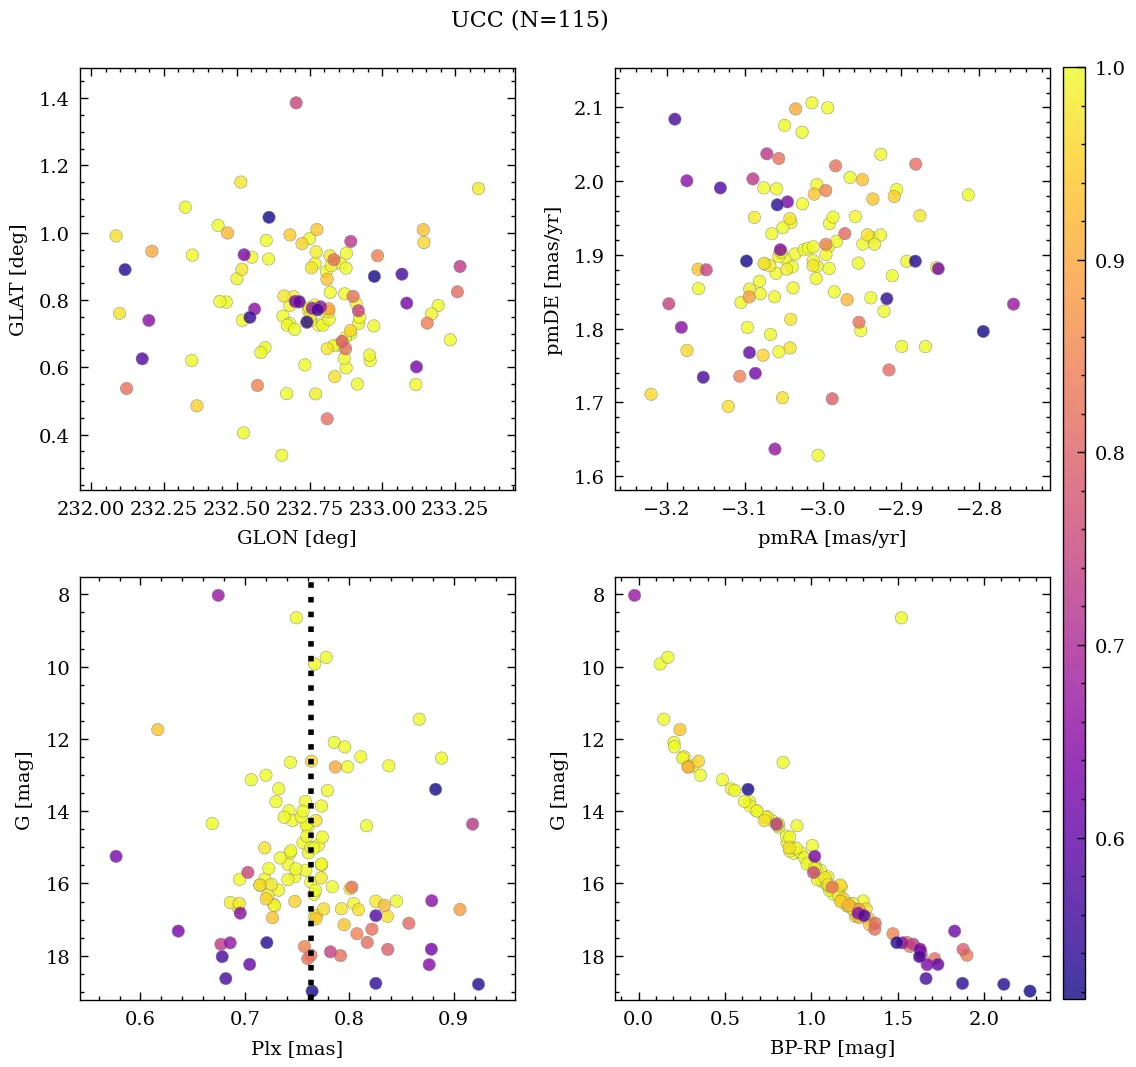 UCC (N=115)
1.4
1.2
1.0
0.8
0.6
0.4
GLAT [deg]
232.00 232.25 232.50 232.75 233.00 233.25
GLON [deg]
2.1
2.0
1.9
1.8
1.7
1.6
pmDE [mas/yr]
−3.2 −3.1 −3.0 −2.9 −2.8
pmRA [mas/yr]
8
10
12
14
16
18
G [mag]
0.6 0.7 0.8 0.9
Plx [mas]
8
10
12
14
16
18
G [mag]
0.0 0.5 1.0 1.5 2.0
BP-RP [mag]
1.0
0.9
0.8
0.7
0.6